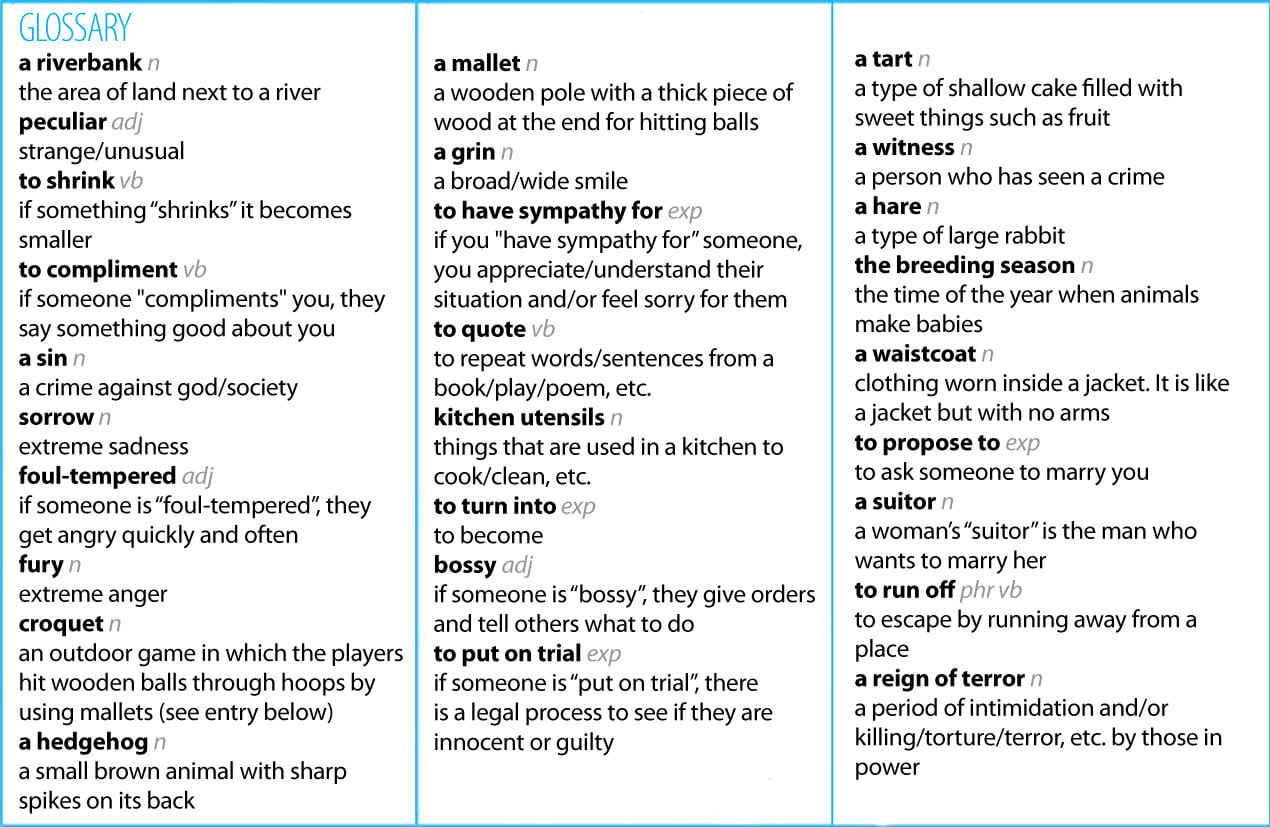 GLOSSARY
a riverbank n
the area of land next to a river
peculiar adj
strange/unusual
to shrink vb
if something “shrinks” it becomes
smaller
to compliment vb
if someone "compliments" you, they
say something good about you
a sin n
a crime against god/society
sorrow n
extreme sadness
foul-tempered adj
if someone is “foul-tempered”, they
get angry quickly and often
fury n
extreme anger
croquet n
an outdoor game in which the players
hit wooden balls through hoops by
using mallets (see entry below)
a hedgehog n
a small brown animal with sharp
spikes on its back
a mallet n
a wooden pole with a thick piece of
wood at the end for hitting balls
a grin n
a broad/wide smile
to have sympathy for exp
if you "have sympathy for” someone,
you appreciate/understand their
situation and/or feel sorry for them
to quote vb
to repeat words/sentences from a
book/play/poem, etc.
kitchen utensils n
things that are used in a kitchen to
cook/clean, etc.
to turn into exp
to become
bossy adj
if someone is “bossy”, they give orders
and tell others what to do
to put on trial exp
if someone is “put on trial”, there
is a legal process to see if they are
innocent or guilty
a tart n
a type of shallow cake filled with
sweet things such as fruit
a witness n
a person who has seen a crime
a hare n
a type of large rabbit
the breeding season n
the time of the year when animals
make babies
a waistcoat n
clothing worn inside a jacket. It is like
a jacket but with no arms
to propose to exp
to ask someone to marry you
a suitor n
a woman’s “suitor” is the man who
wants to marry her
to run off phr vb
to escape by running away from a
place
a reign of terror n
a period of intimidation and/or
killing/torture/terror, etc. by those in
power